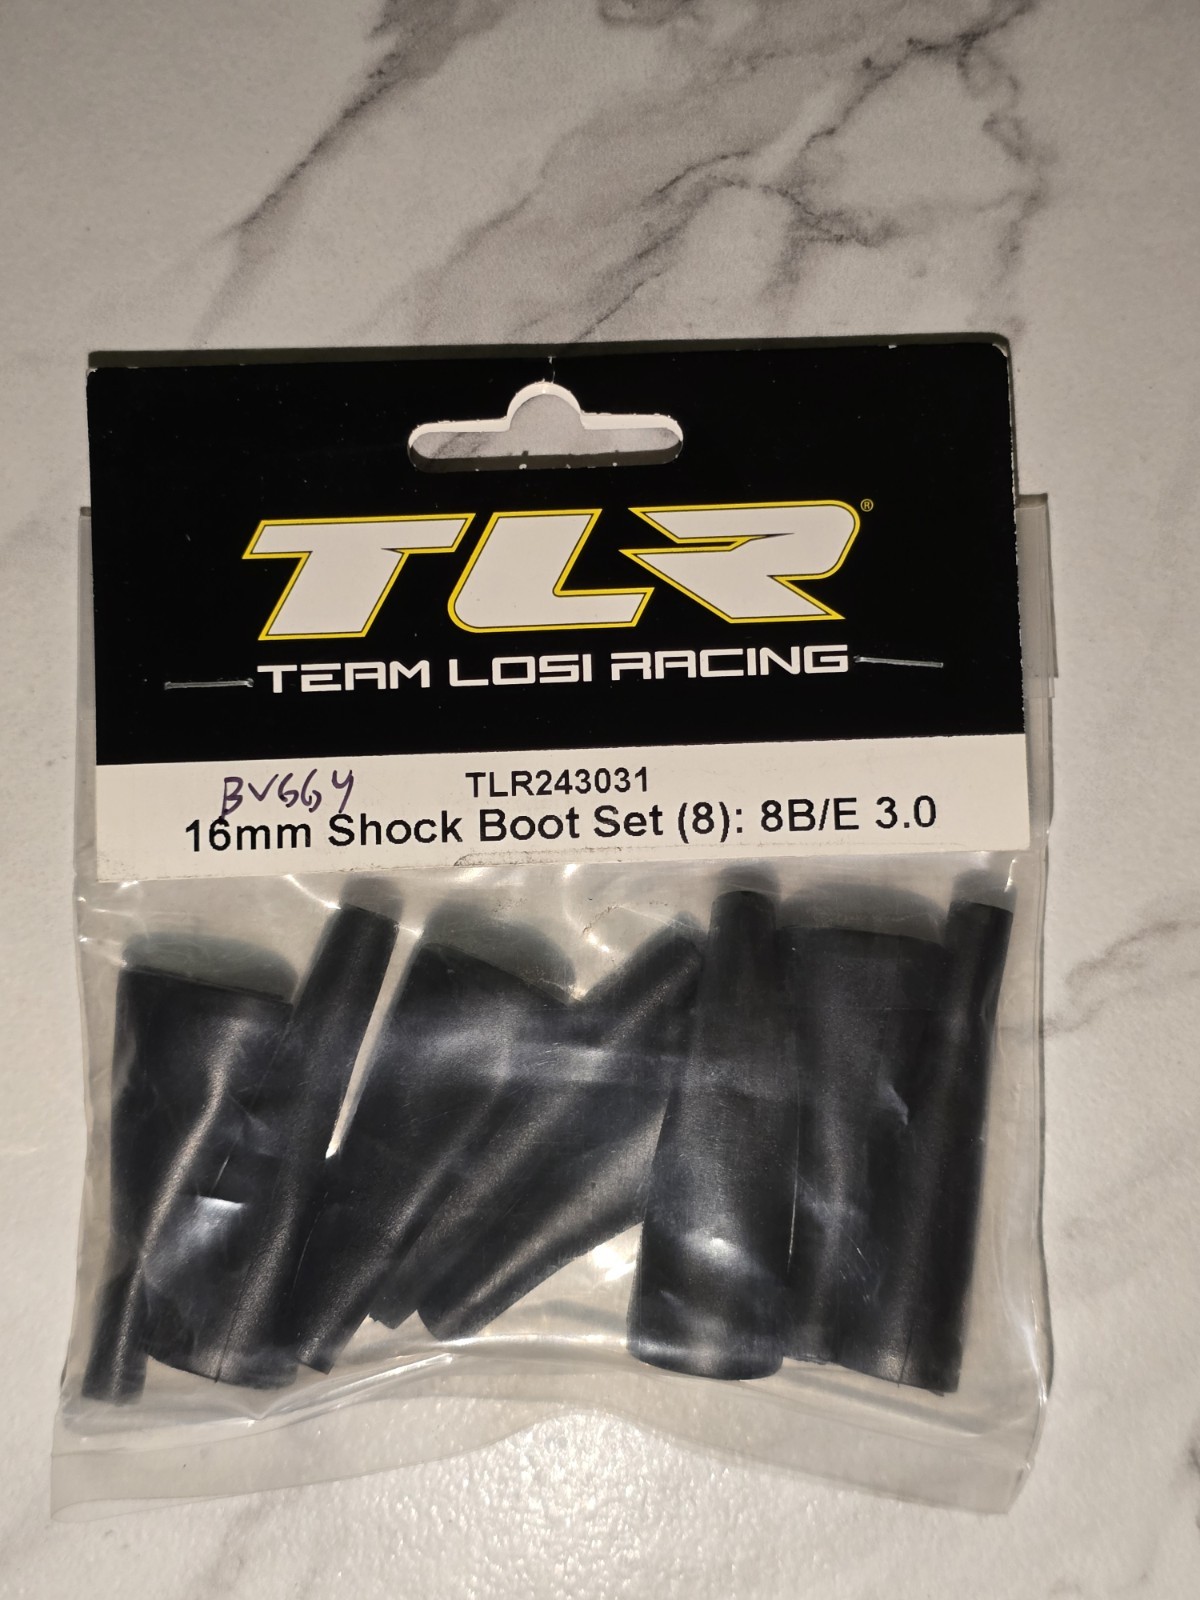 TLR®
TEAM LOSI RACING
BUGGY TLR243031
16mm Shock Boot Set (8): 8B/E 3.0